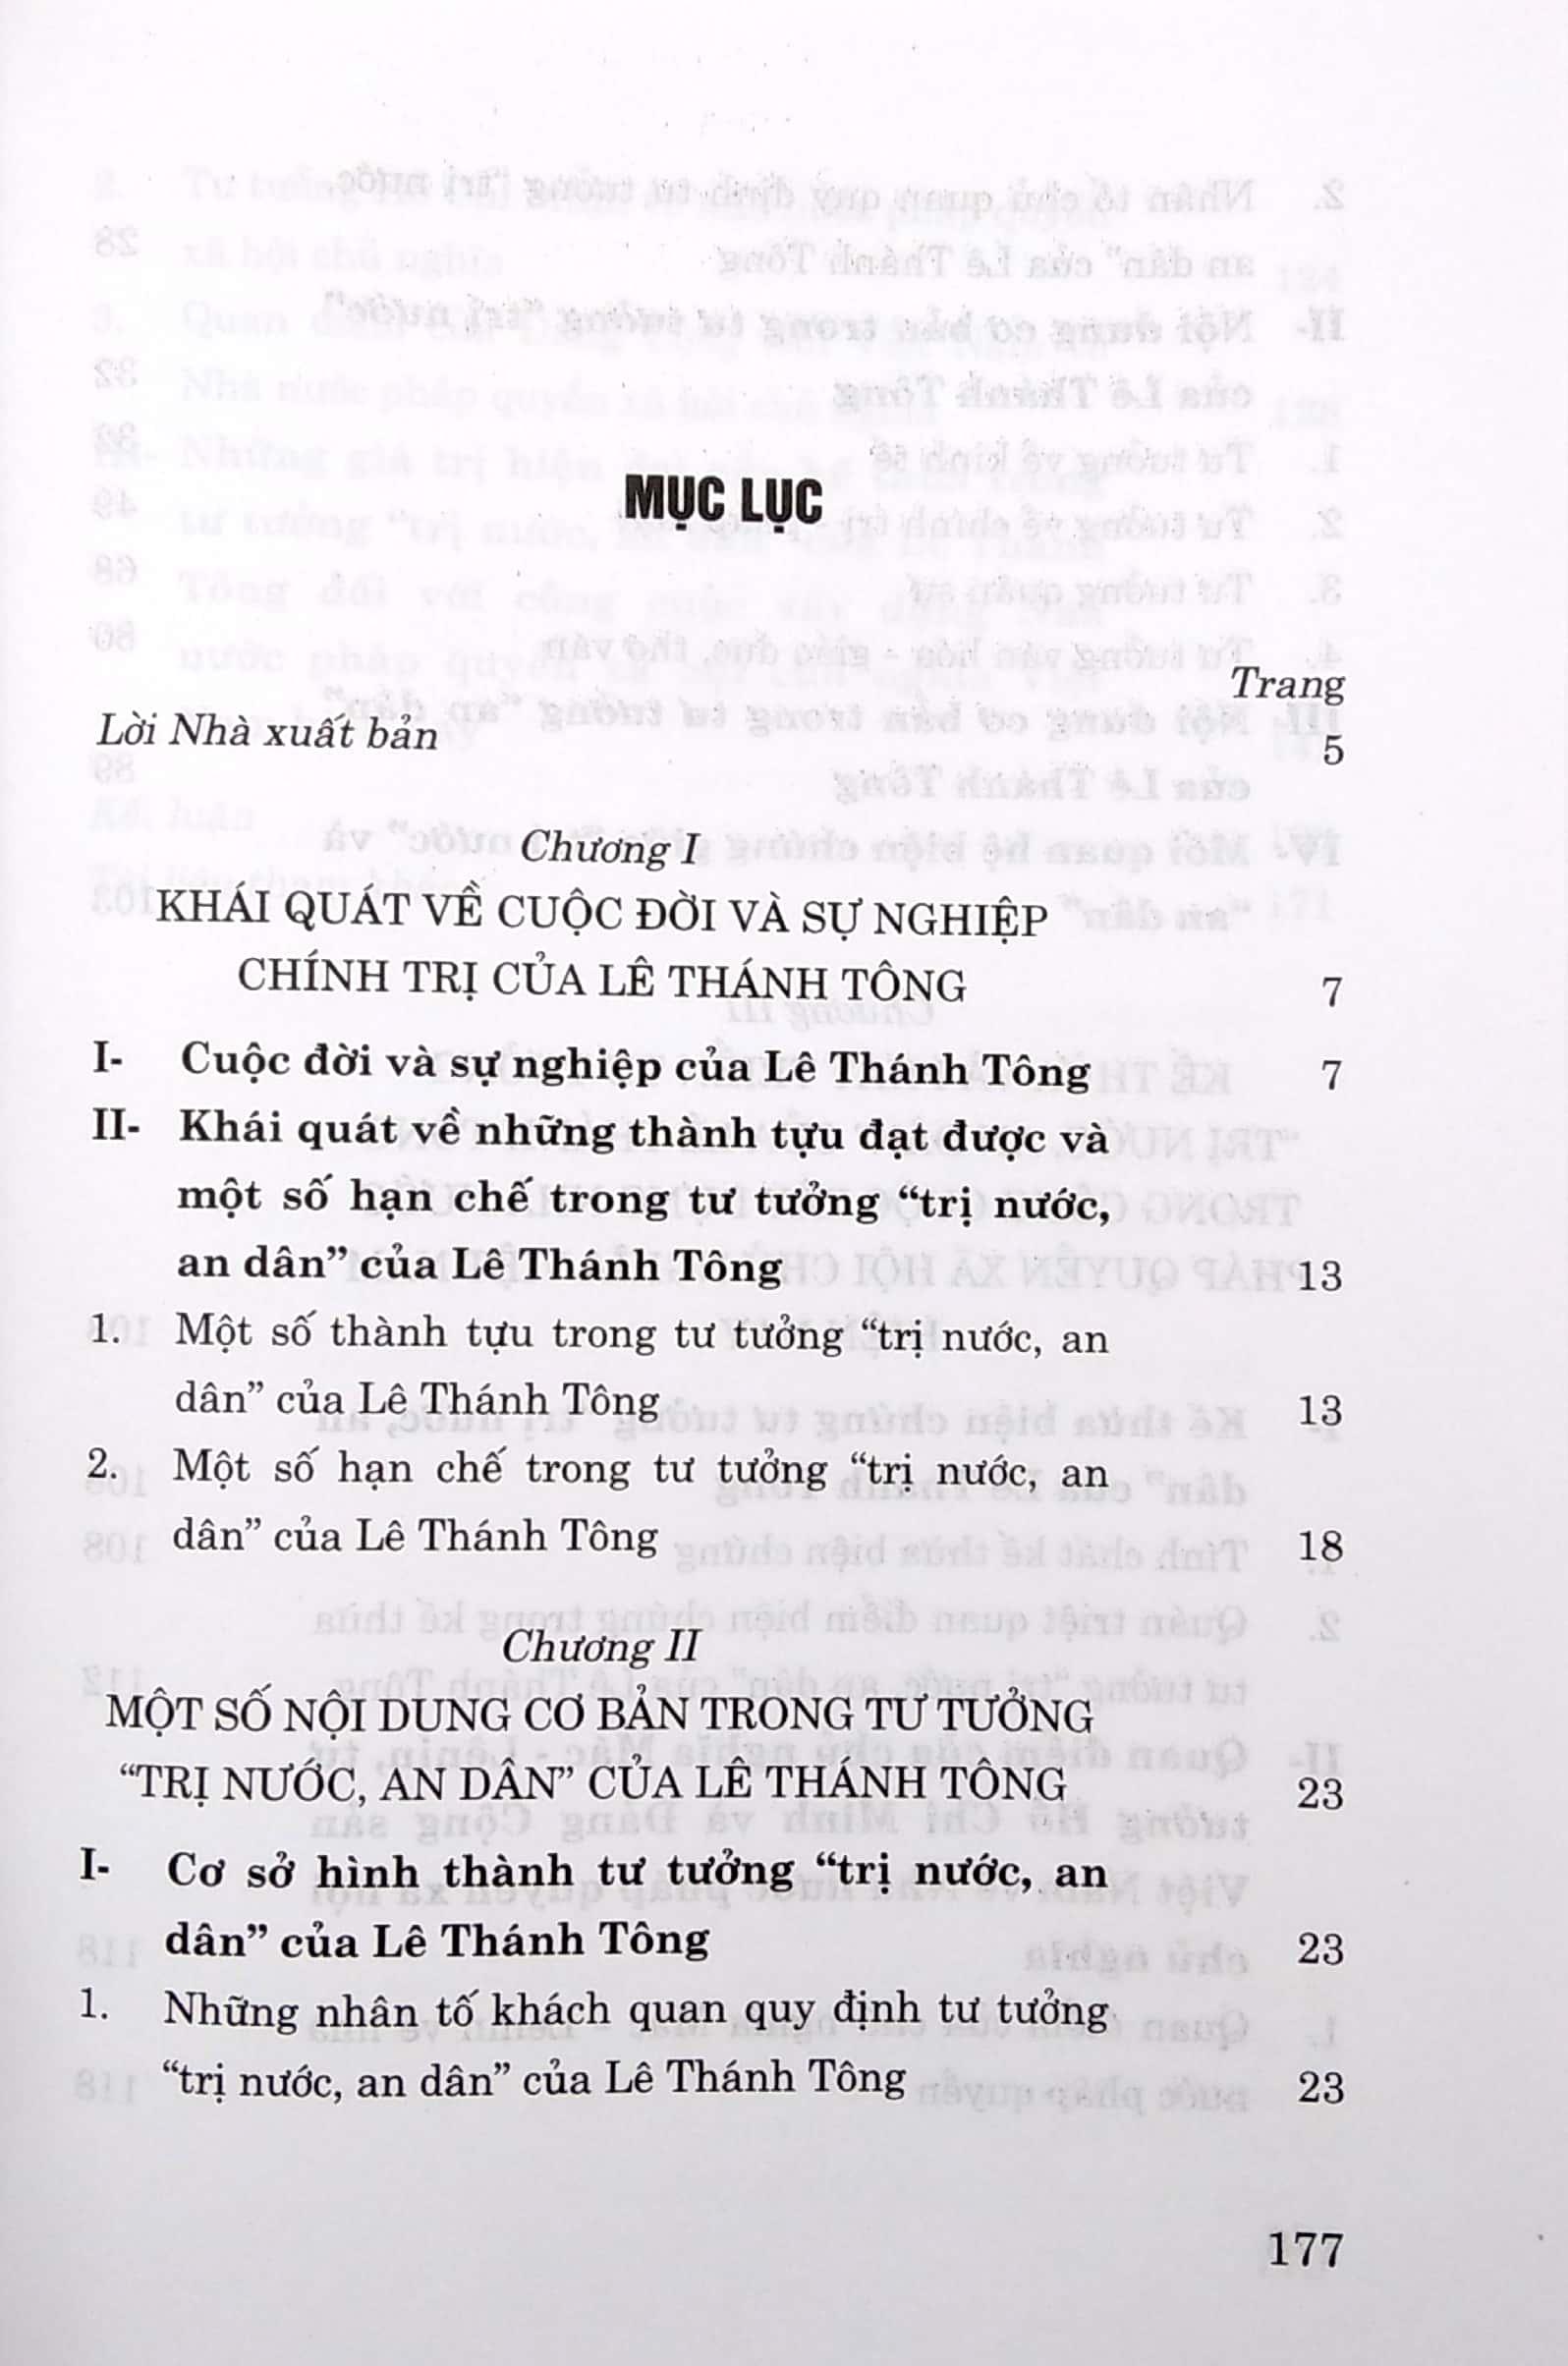 MỤC LỤC
Trang
Lời Nhà xuất bản 5
Chương I
KHÁI QUÁT VỀ CUỘC ĐỜI VÀ SỰ NGHIỆP
CHÍNH TRỊ CỦA LÊ THÁNH TÔNG 7
I- Cuộc đời và sự nghiệp của Lê Thánh Tông 7
II- Khái quát về những thành tựu đạt được và
một số hạn chế trong tư tưởng “trị nước,
an dân” của Lê Thánh Tông 13
1. Một số thành tựu trong tư tưởng “trị nước, an
dân” của Lê Thánh Tông 13
2. Một số hạn chế trong tư tưởng “trị nước, an
dân” của Lê Thánh Tông 18
Chương II
MỘT SỐ NỘI DUNG CƠ BẢN TRONG TƯ TƯỞNG
“TRỊ NƯỚC, AN DÂN” CỦA LÊ THÁNH TÔNG 23
I- Cơ sở hình thành tư tưởng “trị nước, an
dân” của Lê Thánh Tông 23
1. Những nhân tố khách quan quy định tư tưởng
“trị nước, an dân” của Lê Thánh Tông 23
177